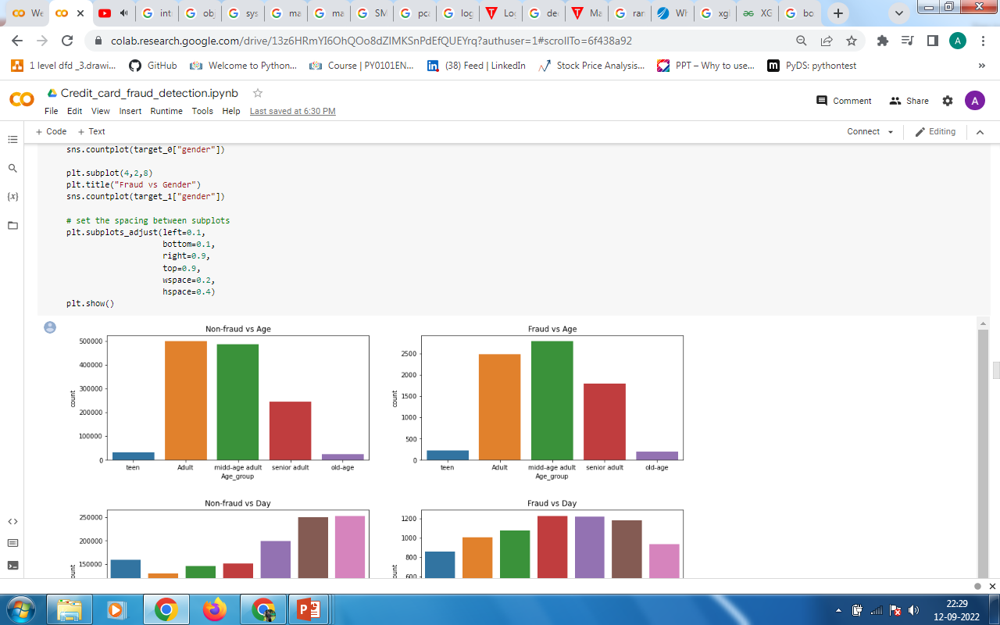 We
int
obj
sys
ma
ma
SM
pca
log
Log
de
Ma
rar
Wh
xgl
XG
bo
colab.research.google.com/drive/13z6HRmYI6OhQOo8dZIMKSnPdEfQUEYrq?authuser=1#scrollTo=6f438a92
A
1 level dfd _3.drawi...
GitHub
Welcome to Python...
Course | PY0101EN...
(38) Feed | LinkedIn
Stock Price Analysis...
PPT – Why to use...
PyDS: pythontest
»
Credit_card_fraud_detection.ipynb
File Edit View Insert Runtime Tools Help Last saved at 6:30 PM
Comment
Share
A
+ Code + Text
Connect
Editing
sns.countplot(target_0["gender"])
plt.subplot(4,2,8)
plt.title("Fraud vs Gender")
sns.countplot(target_1["gender"])
# set the spacing between subplots
plt.subplots_adjust(left=0.1,
bottom=0.1,
right=0.9,
top=0.9,
wspace=0.2,
hspace=0.4)
plt.show()
Non-fraud vs Age
500000
400000
300000
200000
100000
0
count
teen Adult midd-age adult senior adult old-age
Age_group
Fraud vs Age
2500
2000
1500
1000
500
0
count
teen Adult midd-age adult senior adult old-age
Age_group
Non-fraud vs Day
250000
200000
150000
Fraud vs Day
1200
1000
800
600
22:29
12-09-2022